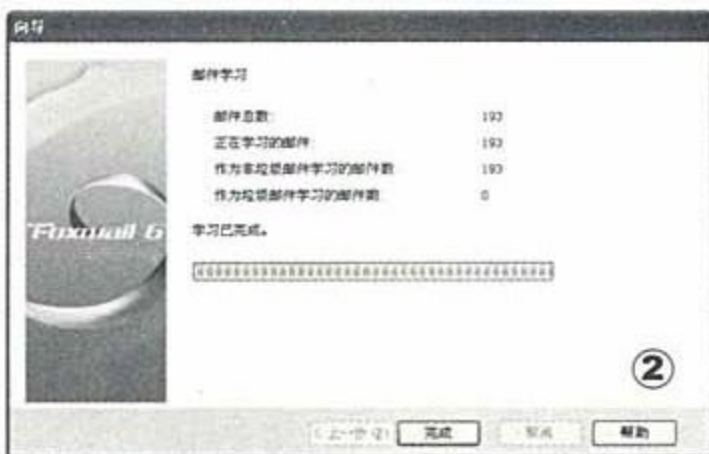 向导
邮件学习
邮件总数: 193
正在学习的邮件: 193
作为非垃圾邮件学习的邮件数 193
作为垃圾邮件学习的邮件数 0
学习已完成。
Foxmail 6
②
完成 取消 帮助